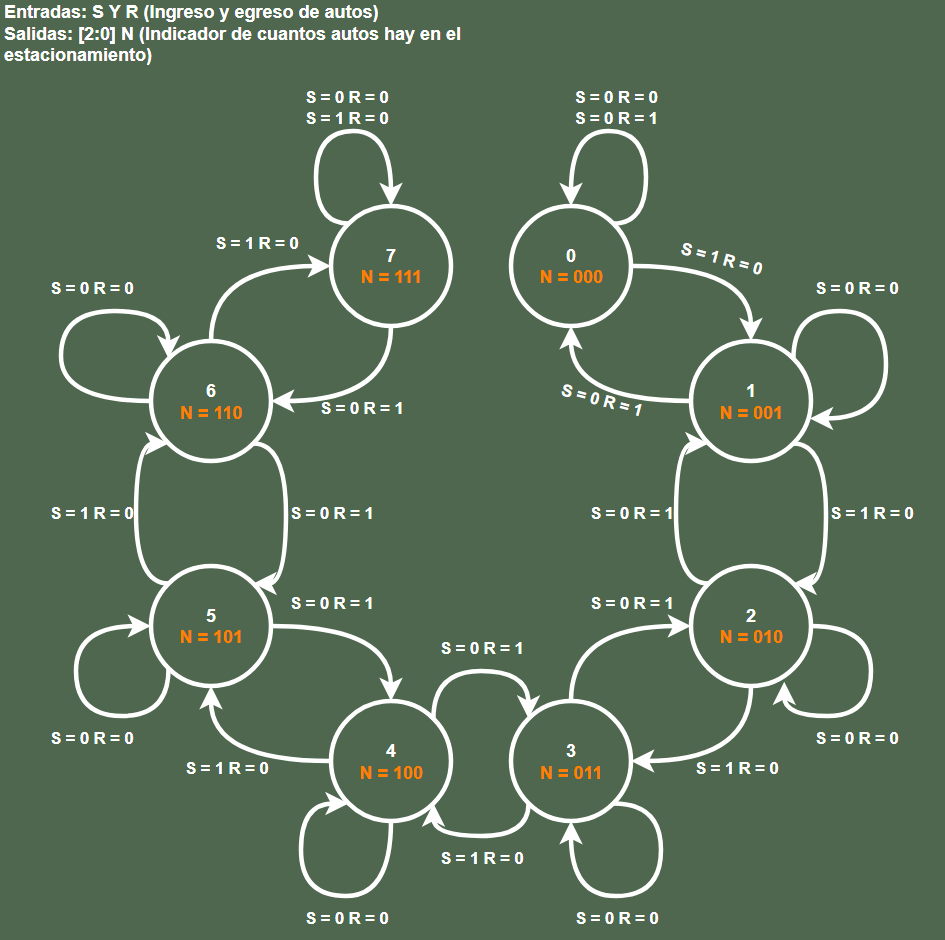 Entradas: S Y R (Ingreso y egreso de autos)
Salidas: [2:0] N (Indicador de cuantos autos hay en el
estacionamiento)
S = 0 R = 0
S = 1 R = 0
S = 0 R = 0
S = 0 R = 1
S = 1 R = 0
7
N = 111
0
N = 000
S = 1 R = 0
S = 0 R = 0
S = 0 R = 0
6
N = 110
S = 0 R = 1
S = 0 R = 1
1
N = 001
S = 1 R = 0
S = 0 R = 1
S = 0 R = 1
S = 1 R = 0
5
N = 101
S = 0 R = 1
S = 0 R = 1
2
N = 010
S = 0 R = 1
S = 0 R = 0
S = 1 R = 0
4
N = 100
3
N = 011
S = 1 R = 0
S = 0 R = 0
S = 1 R = 0
S = 0 R = 0
S = 0 R = 0